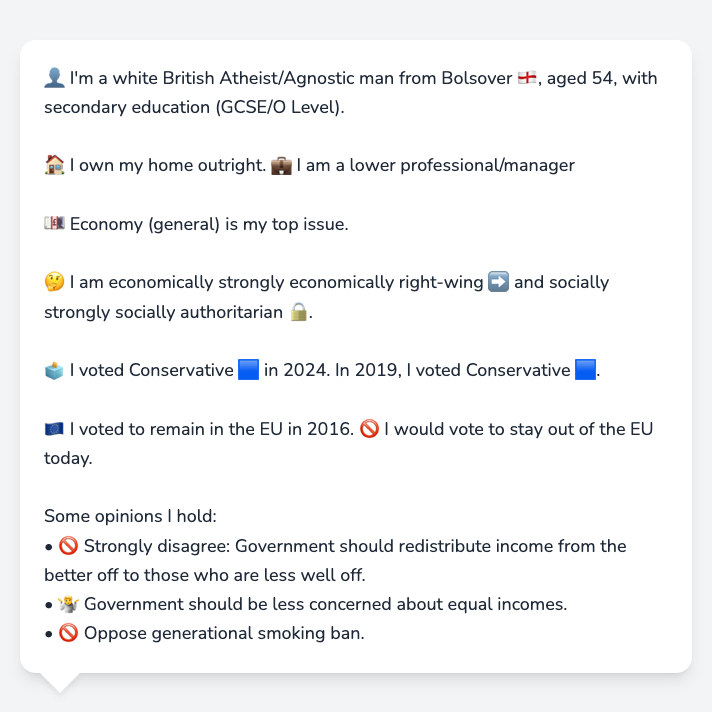 👤 I'm a white British Atheist/Agnostic man from Bolsover 🏴󠁧󠁢󠁥󠁮󠁧󠁿, aged 54, with
secondary education (GCSE/O Level).
🏠 I own my home outright. 💼 I am a lower professional/manager
💷 Economy (general) is my top issue.
🤔 I am economically strongly economically right-wing ➡️ and socially
strongly socially authoritarian 🔒.
🗳️ I voted Conservative 🟦 in 2024. In 2019, I voted Conservative 🟦.
🇪🇺 I voted to remain in the EU in 2016. 🚫 I would vote to stay out of the EU
today.
Some opinions I hold:
• 🚫 Strongly disagree: Government should redistribute income from the
better off to those who are less well off.
• 🤷 Government should be less concerned about equal incomes.
• 🚫 Oppose generational smoking ban.